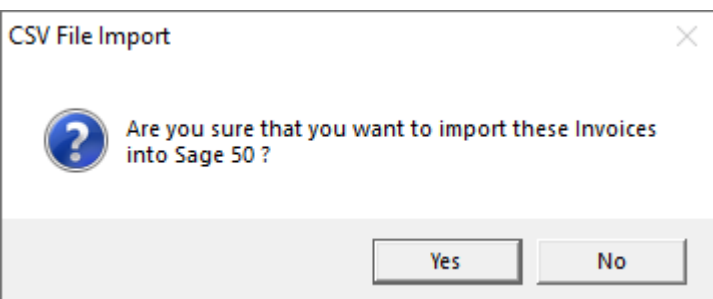 CSV File Import
Are you sure that you want to import these Invoices
into Sage 50 ?
Yes
No